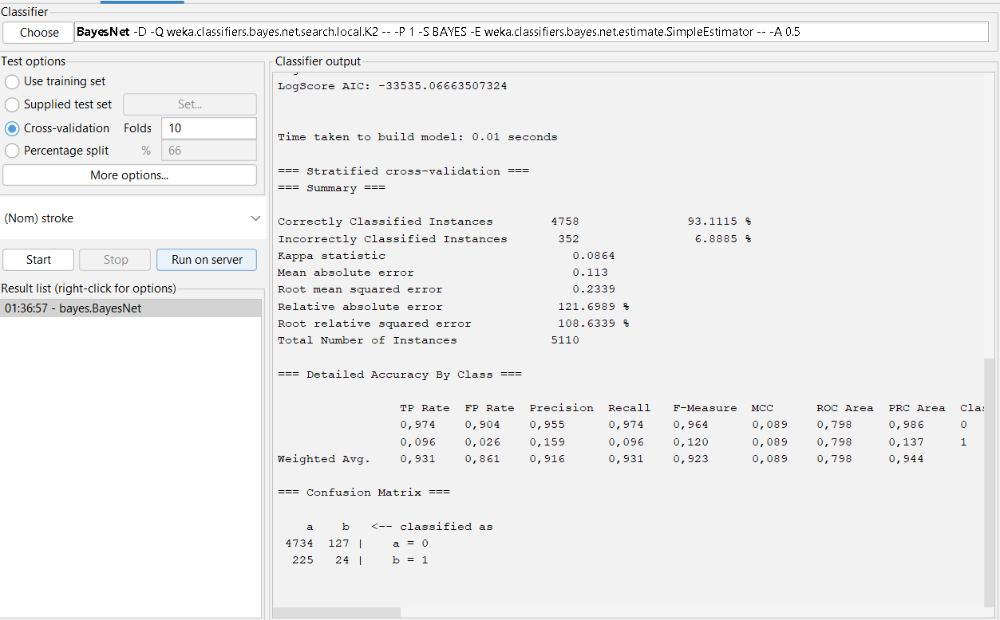 Classifier
Choose BayesNet -D -Q weka.classifiers.bayes.net.search.local.K2 -- -P 1 -S BAYES -E weka.classifiers.bayes.net.estimate.SimpleEstimator -- -A 0.5
Test options
Use training set
Supplied test set Set...
Cross-validation Folds 10
Percentage split % 66
More options...
(Nom) stroke
Start Stop Run on server
Result list (right-click for options)
01:36:57 - bayes.BayesNet
Classifier output
LogScore AIC: -33535.06663507324
Time taken to build model: 0.01 seconds
=== Stratified cross-validation ===
=== Summary ===
Correctly Classified Instances 4758 93.1115 %
Incorrectly Classified Instances 352 6.8885 %
Kappa statistic 0.0864
Mean absolute error 0.113
Root mean squared error 0.2339
Relative absolute error 121.6989 %
Root relative squared error 108.6339 %
Total Number of Instances 5110
=== Detailed Accuracy By Class ===
TP Rate FP Rate Precision Recall F-Measure MCC ROC Area PRC Area Cla
0,974 0,904 0,955 0,974 0,964 0,089 0,798 0,986 0
0,096 0,026 0,159 0,096 0,120 0,089 0,798 0,137 1
Weighted Avg. 0,931 0,861 0,916 0,931 0,923 0,089 0,798 0,944
=== Confusion Matrix ===
a b <-- classified as
4734 127 | a = 0
225 24 | b = 1